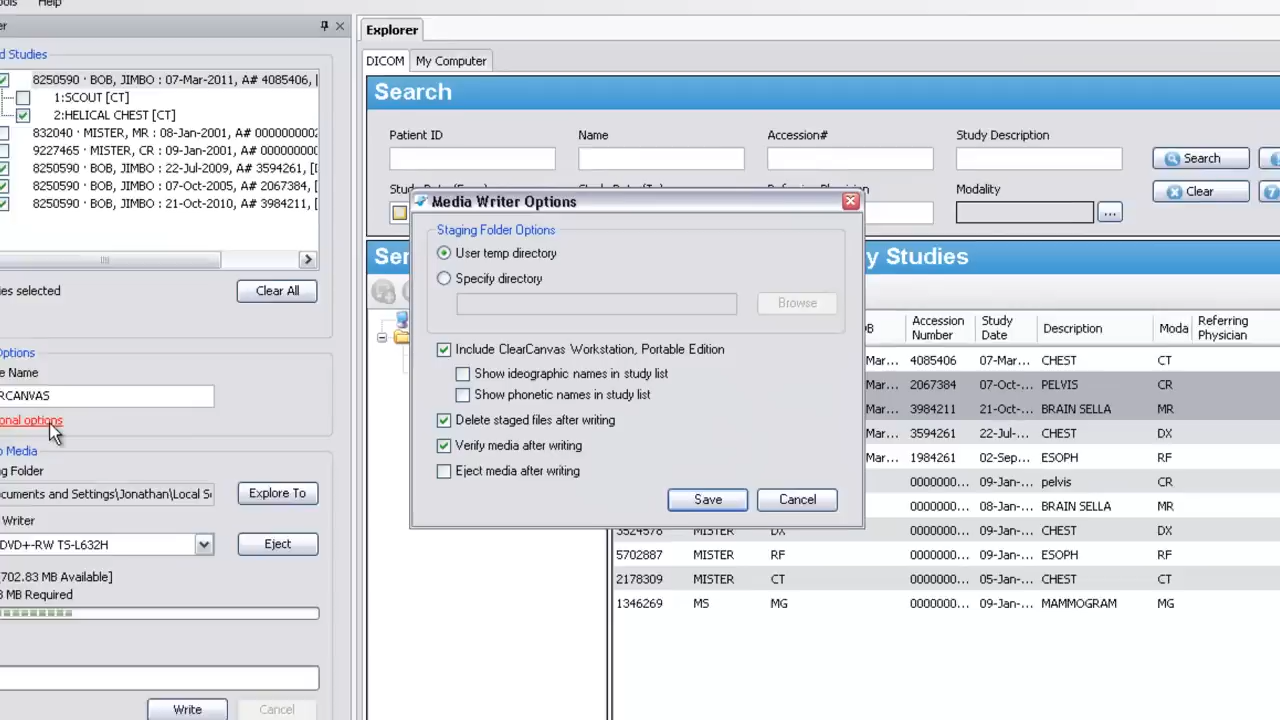 ols Help
er
d Studies
8250590 · BOB, JIMBO : 07-Mar-2011, A# 4085406, [
1:SCOUT [CT]
2:HELICAL CHEST [CT]
832040 · MISTER, MR : 08-Jan-2001, A# 0000000002
9227465 · MISTER, CR : 09-Jan-2001, A# 000000000
8250590 · BOB, JIMBO : 22-Jul-2009, A# 3594261, [D
8250590 · BOB, JIMBO : 07-Oct-2005, A# 2067384, [
8250590 · BOB, JIMBO : 21-Oct-2010, A# 3984211, [
ies selected
Clear All
Options
e Name
RCANVAS
onal options
o Media
ng Folder
ocuments and Settings\Jonathan\Local Se
Explore To
Writer
DVD+-RW TS-L632H
Eject
[702.83 MB Available]
3 MB Required
Write Cancel
Explorer
DICOM My Computer
Search
Patient ID Name Accession# Study Description
Search
Modality
...
Clear
Media Writer Options
Staging Folder Options
User temp directory
Specify directory
Browse
Include ClearCanvas Workstation, Portable Edition
Show ideographic names in study list
Show phonetic names in study list
Delete staged files after writing
Verify media after writing
Eject media after writing
Save Cancel
Ser
y Studies
OB Accession Number Study Date Description Moda Referring Physician
Mar... 4085406 07-Mar... CHEST CT
Mar... 2067384 07-Oct-... PELVIS CR
Mar... 3984211 21-Oct-... BRAIN SELLA MR
Mar... 3594261 22-Jul-... CHEST DX
Mar... 1984261 02-Sep... ESOPH RF
0000000... 09-Jan-... pelvis CR
0000000... 08-Jan-... BRAIN SELLA MR
3524578 MISTER DX 0000000... 09-Jan-... CHEST DX
5702887 MISTER RF 0000000... 09-Jan-... ESOPH RF
2178309 MISTER CT 0000000... 05-Jan-... CHEST CT
1346269 MS MG 0000000... 09-Jan-... MAMMOGRAM MG